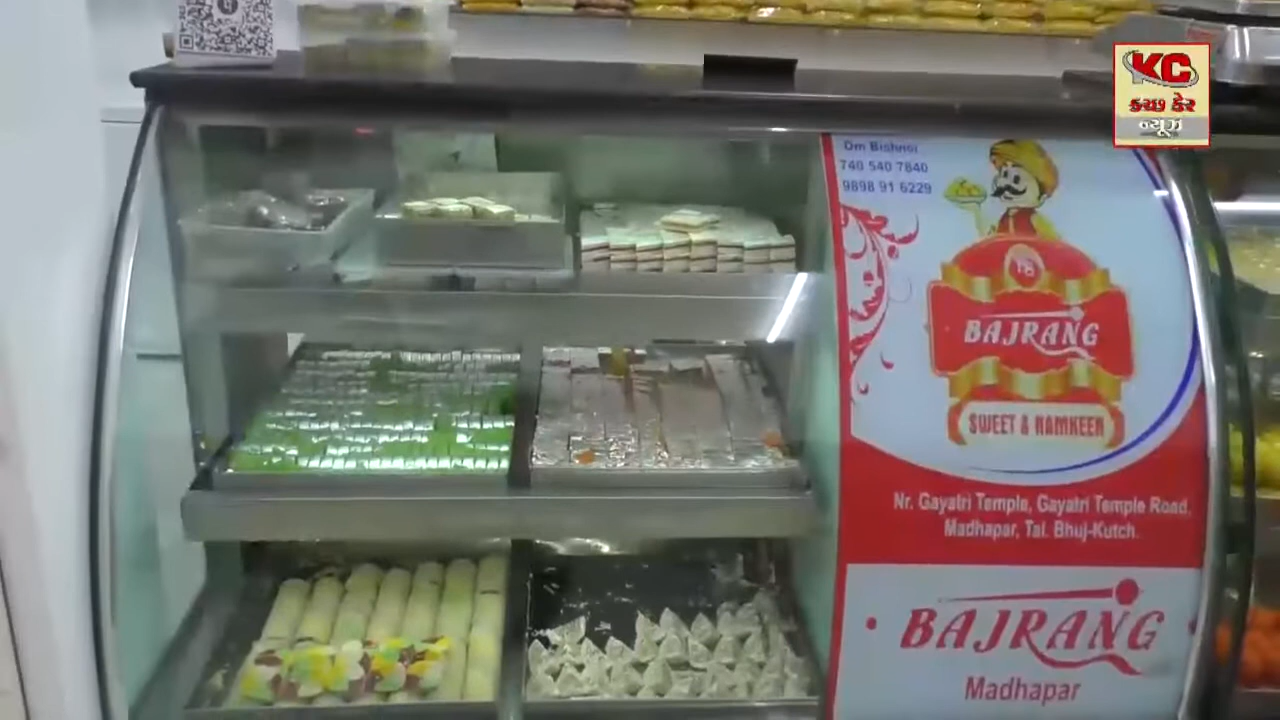 KC
કચ્છ કેર
ન્યૂઝ
Om Bishnoi
740 540 7840
9898 91 6229
BAJRANG
SWEET & NAMKEEN
Nr. Gayatri Temple, Gayatri Temple Road,
Madhapar, Tal. Bhuj-Kutch.
BAJRANG
Madhapar